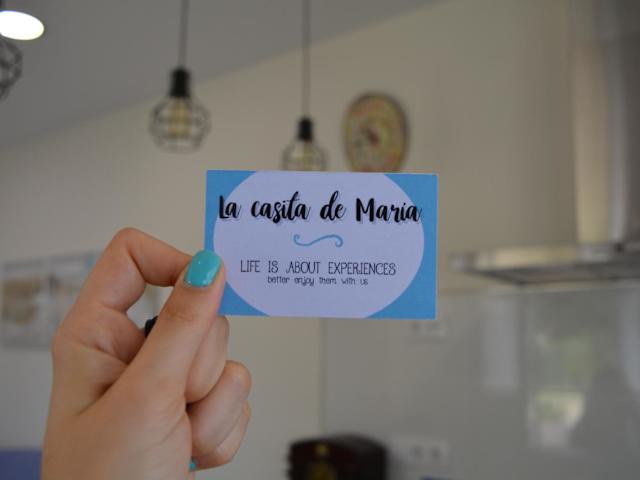 La casita de María
LIFE IS ABOUT EXPERIENCES
better enjoy them with us